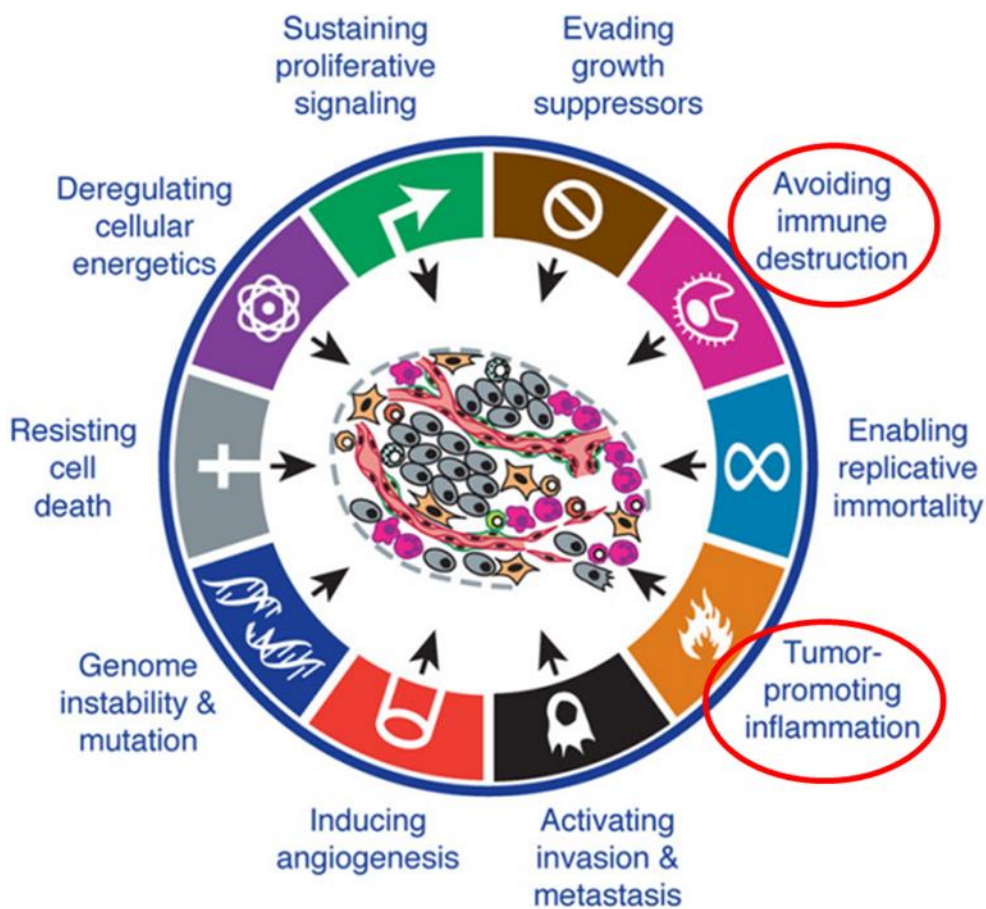 Sustaining
proliferative
signaling
Evading
growth
suppressors
Avoiding
immune
destruction
Enabling
replicative
immortality
Tumor-
promoting
inflammation
Activating
invasion &
metastasis
Inducing
angiogenesis
Genome
instability &
mutation
Resisting
cell
death
Deregulating
cellular
energetics